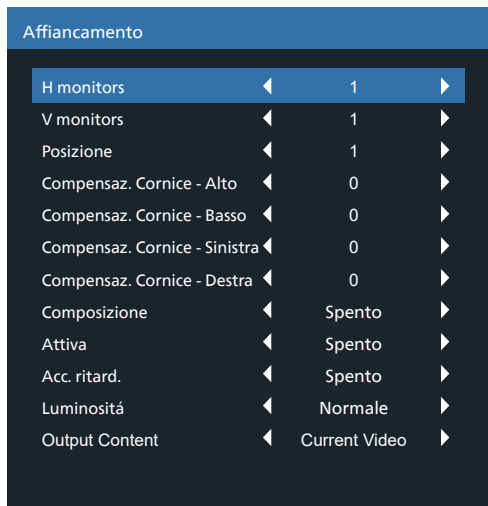 Affiancamento
H monitors 1
V monitors 1
Posizione 1
Compensaz. Cornice - Alto 0
Compensaz. Cornice - Basso 0
Compensaz. Cornice - Sinistra 0
Compensaz. Cornice - Destra 0
Composizione Spento
Attiva Spento
Acc. ritard. Spento
Luminositá Normale
Output Content Current Video